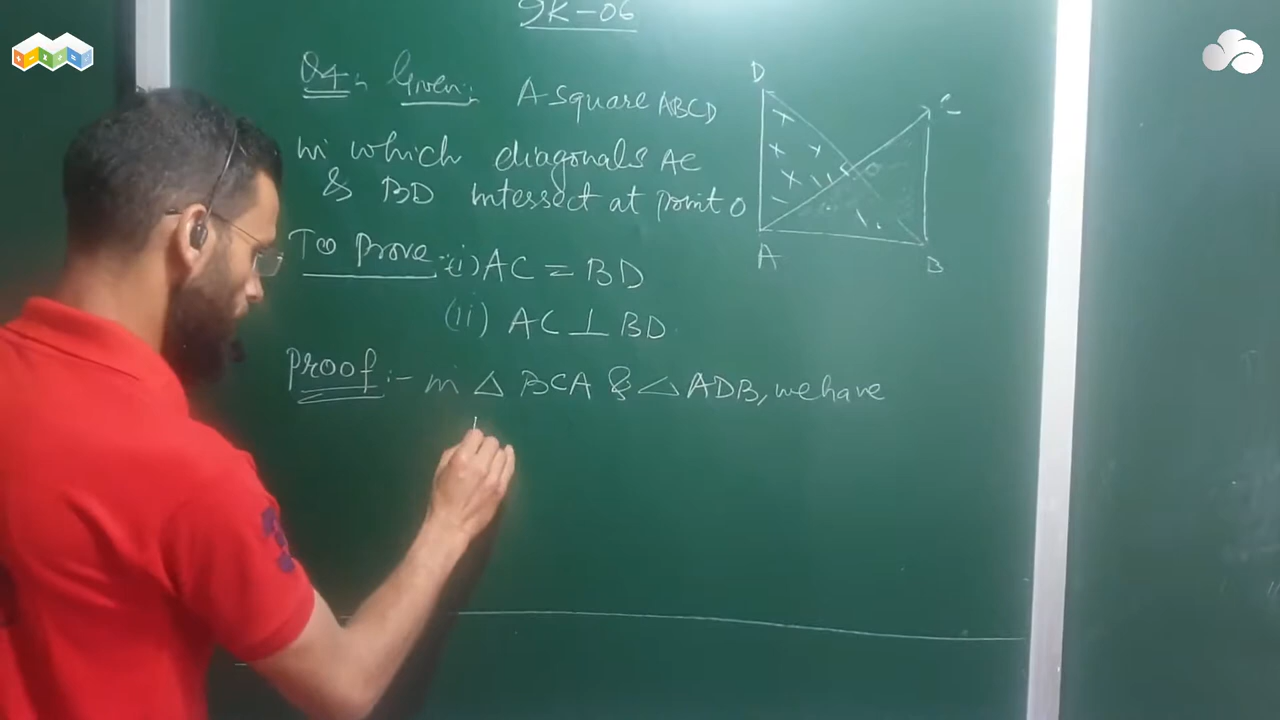 9K-06
Q4:- Given:- A square ABCD
in which diagonals AC
& BD intersect at point O
To Prove:- (i) AC = BD
(ii) AC ⊥ BD.
Proof:- in △ BCA & △ ADB, we have
D
C
A
B